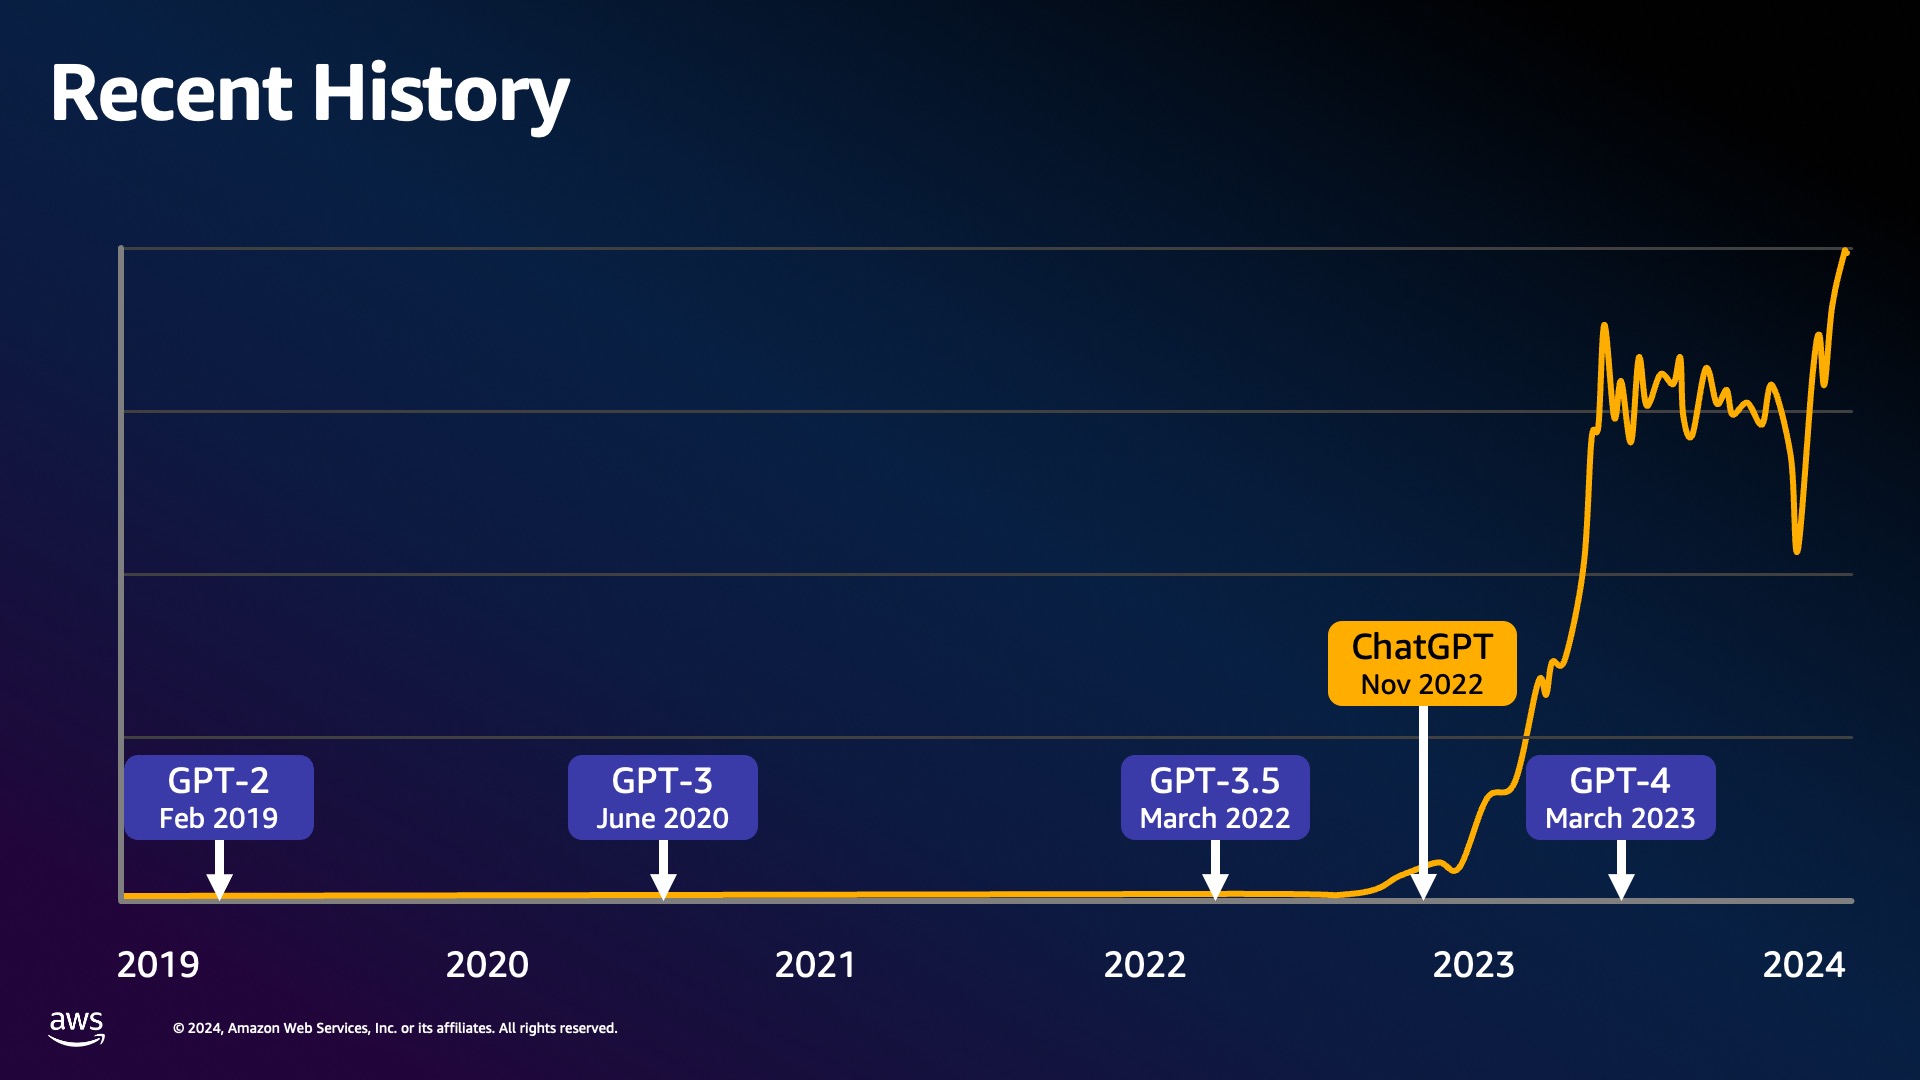 Recent History
ChatGPT
Nov 2022
GPT-2
Feb 2019
GPT-3
June 2020
GPT-3.5
March 2022
GPT-4
March 2023
2019 2020 2021 2022 2023 2024
aws
© 2024, Amazon Web Services, Inc. or its affiliates. All rights reserved.